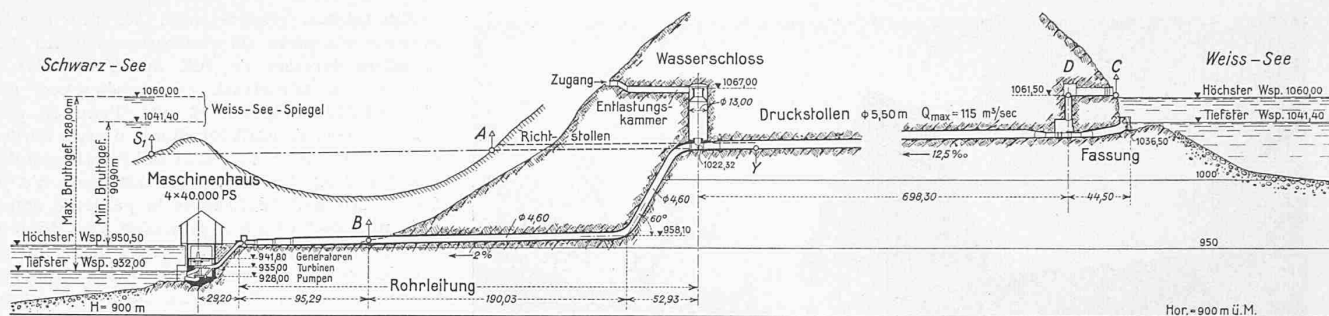 Schwarz-See
1060,00
Weiss-See-Spiegel
1041,40
S₁
Max. Bruttogef. 128,00m
Min. Bruttogef. 90,90m
Maschinenhaus
4×40.000 PS
Höchster Wsp. 950,50
Tiefster Wsp. 932,00
941,80 Generatoren
935,00 Turbinen
928,00 Pumpen
H = 900 m
29,20
95,29
Rohrleitung
190,03
52,93
A
B
Richt-stollen
Zugang
Wasserschloss
1067,00
Entlastungskammer
φ 13,00
φ 4,60
φ 4,60
60°
958,10
2%
1022,32
Y
Druckstollen φ 5,50 m Qmax = 115 m³/sec
12,5‰
698,30
44,50
D
C
1061,50
1036,50
Fassung
Weiss-See
Höchster Wsp. 1060,00
Tiefster Wsp. 1041,40
1000
950
Hor. = 900 m ü.M.